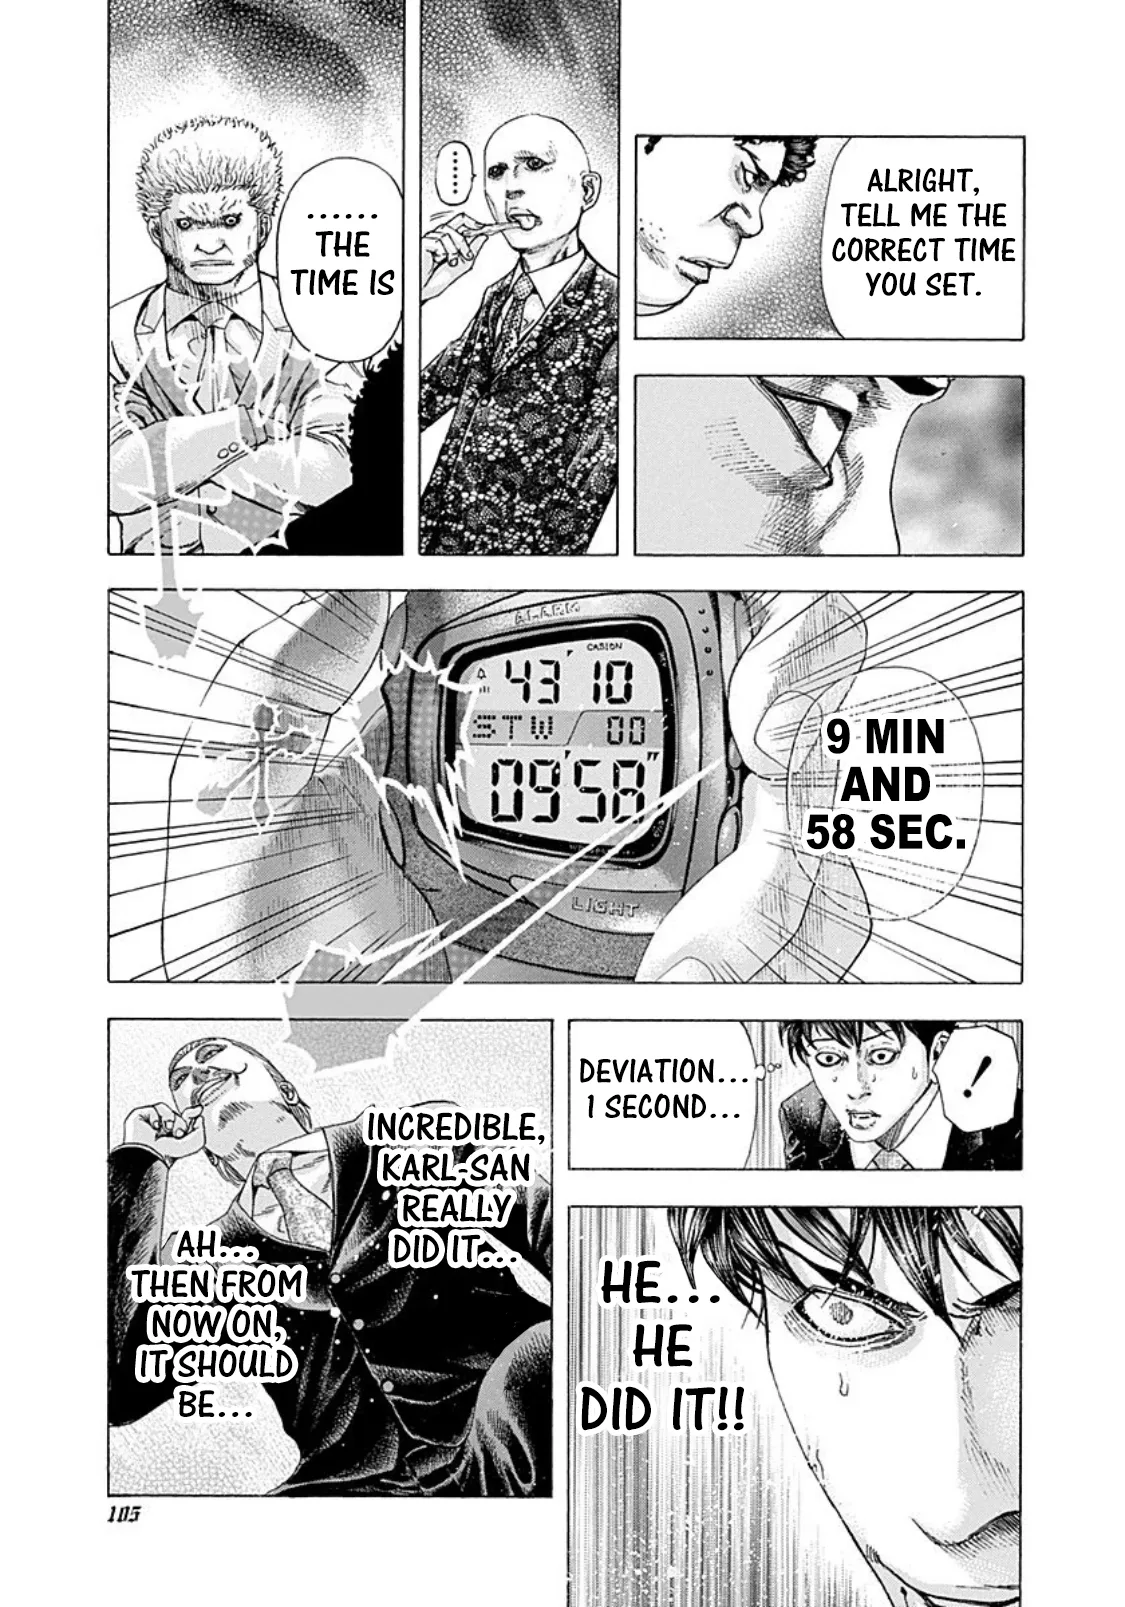 ALRIGHT,
TELL ME THE
CORRECT TIME
YOU SET.
......
......
THE
TIME IS
ALARM
CASION
43 10
STW 00
09'58"
LIGHT
9 MIN
AND
58 SEC.
!
DEVIATION...
1 SECOND...
HE...
HE
DID IT!!
INCREDIBLE,
KARL-SAN
REALLY
DID IT...
AH...
THEN FROM
NOW ON,
IT SHOULD
BE...
105